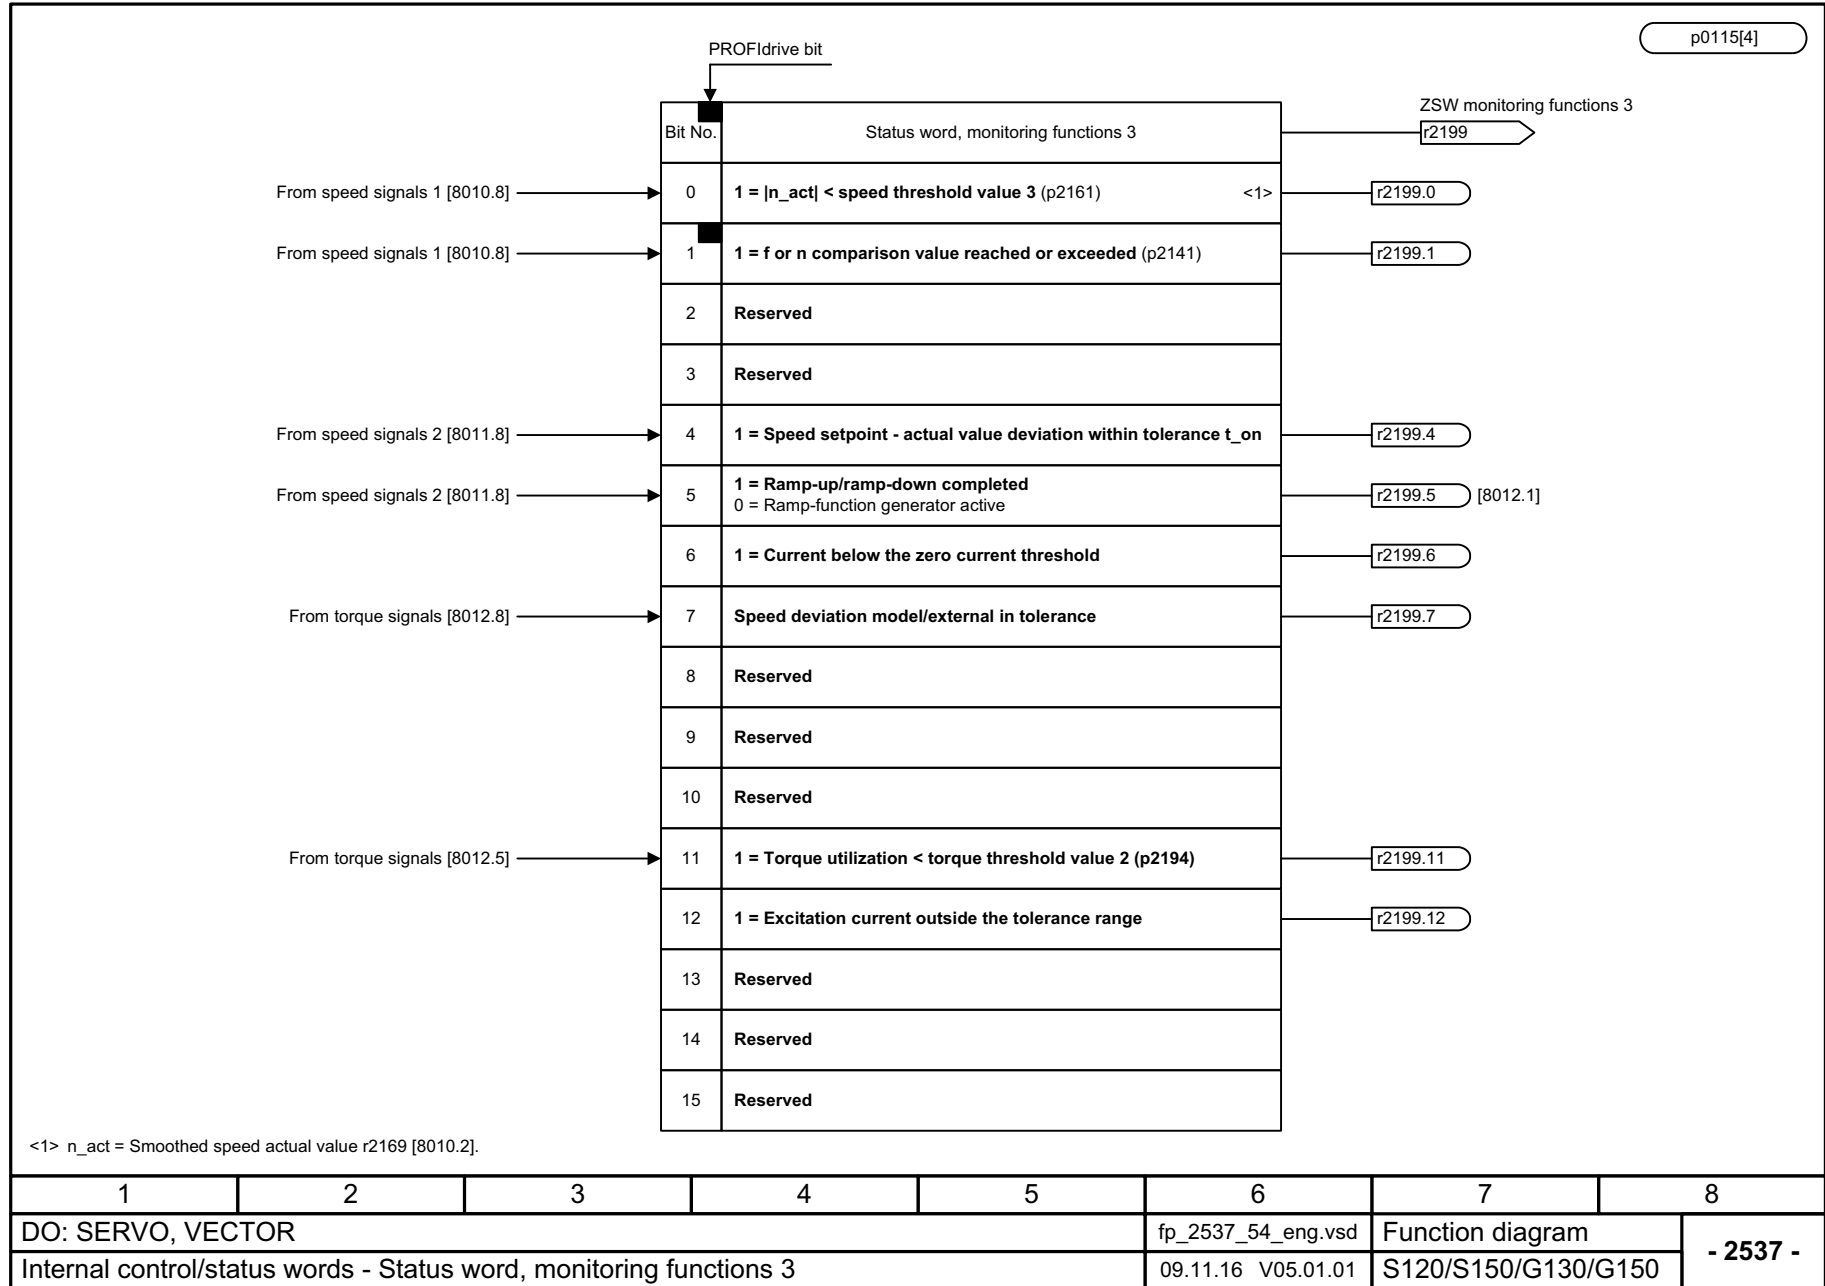 PROFIdrive bit
p0115[4]
ZSW monitoring functions 3
Bit No. Status word, monitoring functions 3 r2199
From speed signals 1 [8010.8] 0 1 = |n_act| < speed threshold value 3 (p2161) <1> r2199.0
From speed signals 1 [8010.8] 1 1 = f or n comparison value reached or exceeded (p2141) r2199.1
2 Reserved
3 Reserved
From speed signals 2 [8011.8] 4 1 = Speed setpoint - actual value deviation within tolerance t_on r2199.4
From speed signals 2 [8011.8] 5 1 = Ramp-up/ramp-down completed
0 = Ramp-function generator active r2199.5 [8012.1]
6 1 = Current below the zero current threshold r2199.6
From torque signals [8012.8] 7 Speed deviation model/external in tolerance r2199.7
8 Reserved
9 Reserved
10 Reserved
From torque signals [8012.5] 11 1 = Torque utilization < torque threshold value 2 (p2194) r2199.11
12 1 = Excitation current outside the tolerance range r2199.12
13 Reserved
14 Reserved
15 Reserved
<1> n_act = Smoothed speed actual value r2169 [8010.2].
1 2 3 4 5 6 7 8
DO: SERVO, VECTOR fp_2537_54_eng.vsd Function diagram - 2537 -
Internal control/status words - Status word, monitoring functions 3 09.11.16 V05.01.01 S120/S150/G130/G150